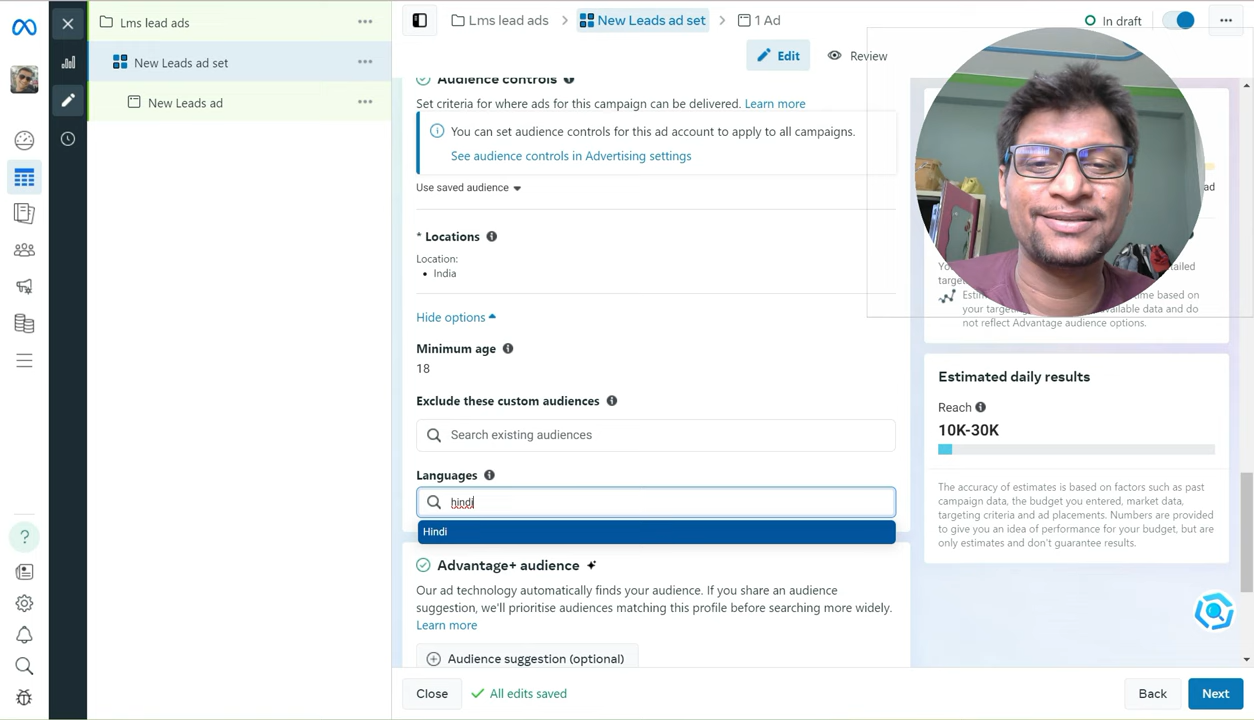 Lms lead ads
New Leads ad set
New Leads ad
Lms lead ads
New Leads ad set
1 Ad
In draft
Edit
Review
Audience controls
Set criteria for where ads for this campaign can be delivered. Learn more
You can set audience controls for this ad account to apply to all campaigns.
See audience controls in Advertising settings
Use saved audience
* Locations
Location:
• India
Hide options
Minimum age
18
Exclude these custom audiences
Search existing audiences
Languages
hindi
Hindi
Advantage+ audience
Our ad technology automatically finds your audience. If you share an audience
suggestion, we'll prioritise audiences matching this profile before searching more widely.
Learn more
Audience suggestion (optional)
Close
All edits saved
Back
Next
ad
do not reflect Advantage audience options.
Estimated daily results
Reach
10K-30K
The accuracy of estimates is based on factors such as past
campaign data, the budget you entered, market data,
targeting criteria and ad placements. Numbers are provided
to give you an idea of performance for your budget, but are
only estimates and don't guarantee results.